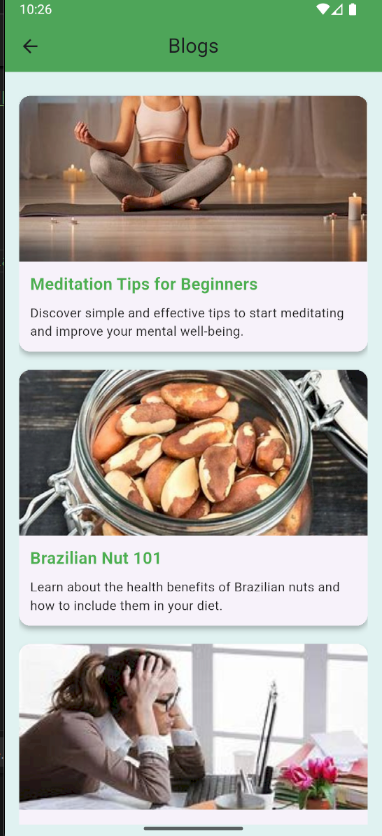 10:26
Blogs
Meditation Tips for Beginners
Discover simple and effective tips to start meditating
and improve your mental well-being.
Brazilian Nut 101
Learn about the health benefits of Brazilian nuts and
how to include them in your diet.